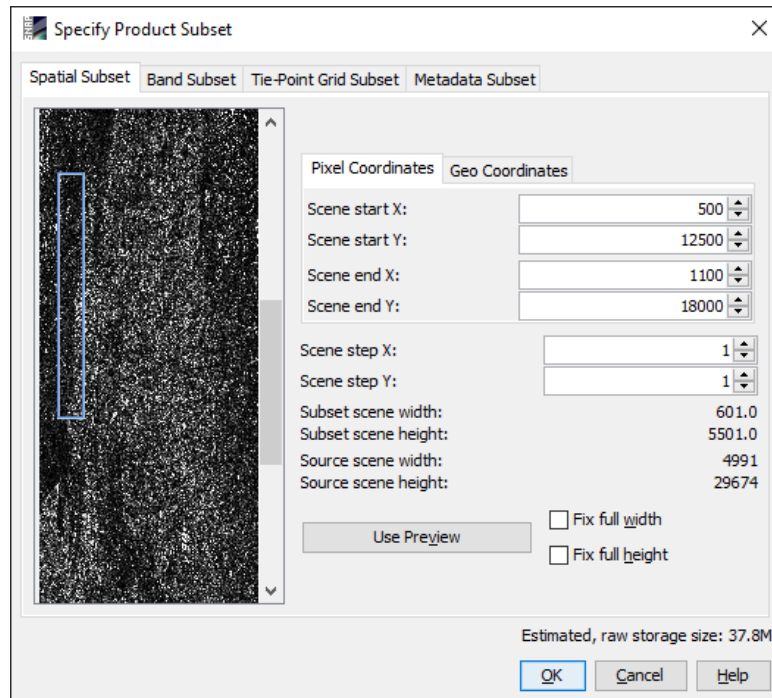 SNAP
Specify Product Subset
Spatial Subset Band Subset Tie-Point Grid Subset Metadata Subset
Pixel Coordinates Geo Coordinates
Scene start X: 500
Scene start Y: 12500
Scene end X: 1100
Scene end Y: 18000
Scene step X: 1
Scene step Y: 1
Subset scene width: 601.0
Subset scene height: 5501.0
Source scene width: 4991
Source scene height: 29674
Use Preview
Fix full width
Fix full height
Estimated, raw storage size: 37.8M
OK Cancel Help